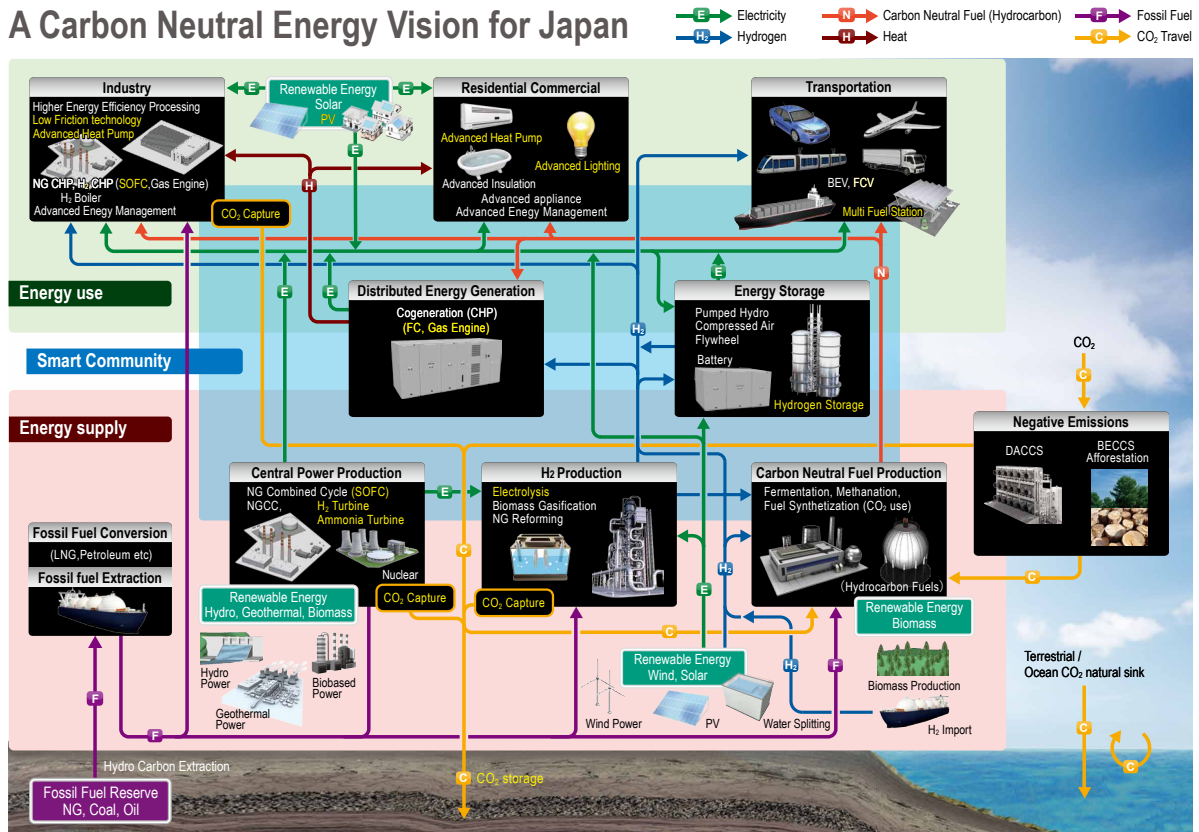 A Carbon Neutral Energy Vision for Japan
E Electricity
H₂ Hydrogen
N Carbon Neutral Fuel (Hydrocarbon)
H Heat
F Fossil Fuel
C CO₂ Travel
Industry
Higher Energy Efficiency Processing
Low Friction technology
Advanced Heat Pump
NG CHP, H₂ CHP (SOFC,Gas Engine)
H₂ Boiler
Advanced Enegy Management
CO₂ Capture
E
Renewable Energy
Solar
PV
E
E
H
Residential Commercial
Advanced Heat Pump
Advanced Lighting
Advanced Insulation
Advanced appliance
Advanced Enegy Management
Transportation
BEV, FCV
Multi Fuel Station
Energy use
E
E
E
N
Distributed Energy Generation
Cogeneration (CHP)
(FC, Gas Engine)
H₂
Energy Storage
Pumped Hydro
Compressed Air
Flywheel
Battery
Hydrogen Storage
Smart Community
Energy supply
CO₂
C
Negative Emissions
DACCS
BECCS
Afforestation
C
Central Power Production
NG Combined Cycle (SOFC)
NGCC,
H₂ Turbine
Ammonia Turbine
Nuclear
CO₂ Capture
E
C
H₂ Production
Electrolysis
Biomass Gasification
NG Reforming
CO₂ Capture
E
H₂
Carbon Neutral Fuel Production
Fermentation, Methanation,
Fuel Synthetization (CO₂ use)
(Hydrocarbon Fuels)
Fossil Fuel Conversion
(LNG,Petroleum etc)
Fossil fuel Extraction
Renewable Energy
Hydro, Geothermal, Biomass
Hydro
Power
Geothermal
Power
Biobased
Power
C
Renewable Energy
Wind, Solar
Wind Power
PV
Water Splitting
H₂
F
Renewable Energy
Biomass
Biomass Production
H₂ Import
Terrestrial /
Ocean CO₂ natural sink
C
C
F
F
Hydro Carbon Extraction
Fossil Fuel Reserve
NG, Coal, Oil
C CO₂ storage